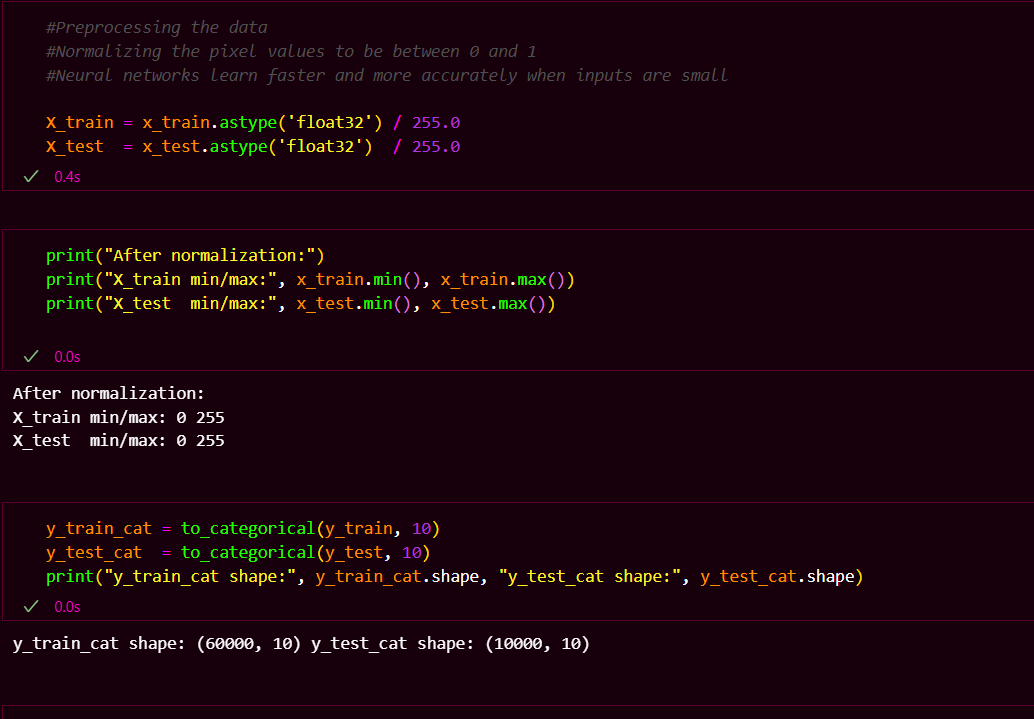 #Preprocessing the data
#Normalizing the pixel values to be between 0 and 1
#Neural networks learn faster and more accurately when inputs are small
X_train = x_train.astype('float32') / 255.0
X_test  = x_test.astype('float32')  / 255.0
0.4s
print("After normalization:")
print("X_train min/max:", x_train.min(), x_train.max())
print("X_test  min/max:", x_test.min(), x_test.max())
0.0s
After normalization:
X_train min/max: 0 255
X_test  min/max: 0 255
y_train_cat = to_categorical(y_train, 10)
y_test_cat  = to_categorical(y_test, 10)
print("y_train_cat shape:", y_train_cat.shape, "y_test_cat shape:", y_test_cat.shape)
0.0s
y_train_cat shape: (60000, 10) y_test_cat shape: (10000, 10)